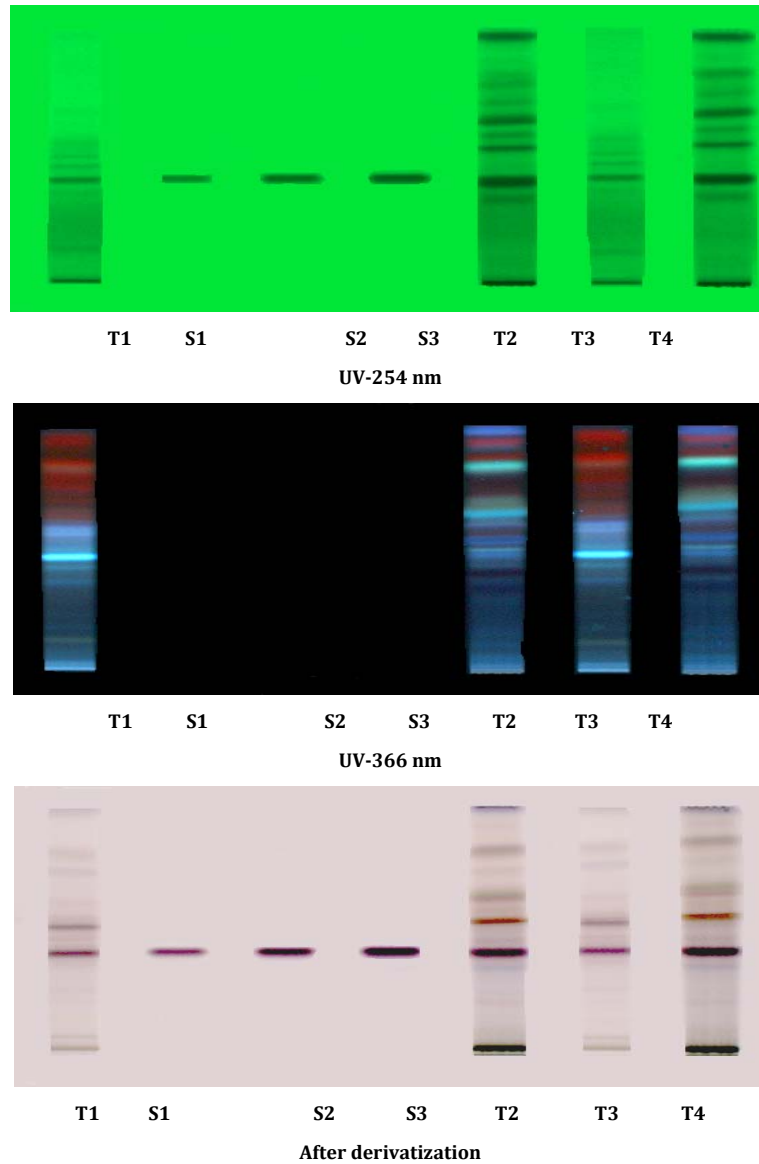 T1 S1 S2 S3 T2 T3 T4
UV-254 nm
T1 S1 S2 S3 T2 T3 T4
UV-366 nm
T1 S1 S2 S3 T2 T3 T4
After derivatization